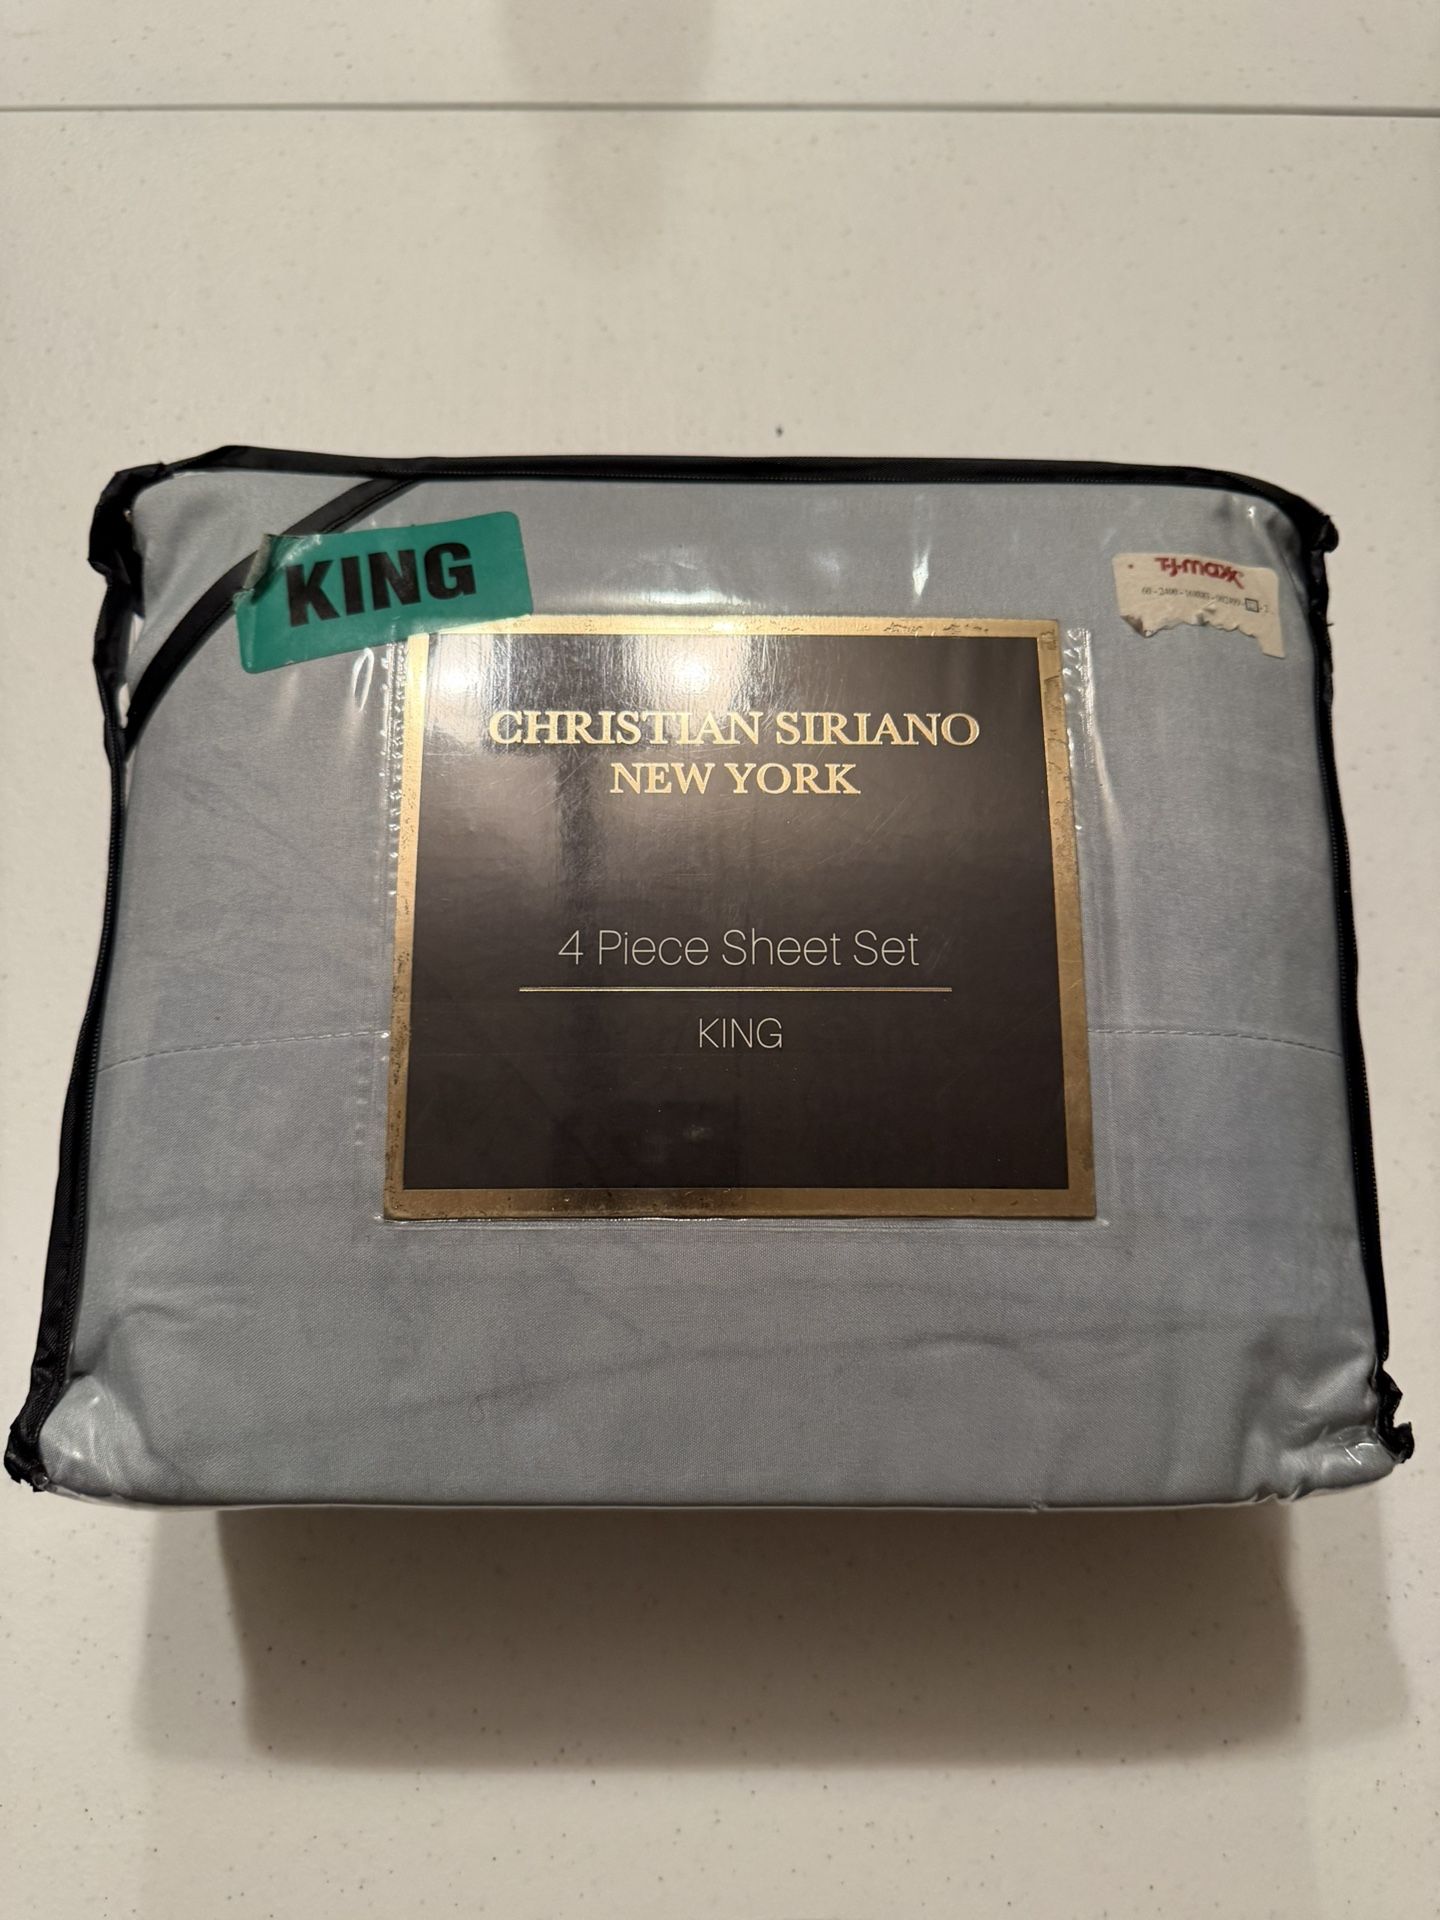 KING
T·J·maxx
CHRISTIAN SIRIANO
NEW YORK
4 Piece Sheet Set
KING